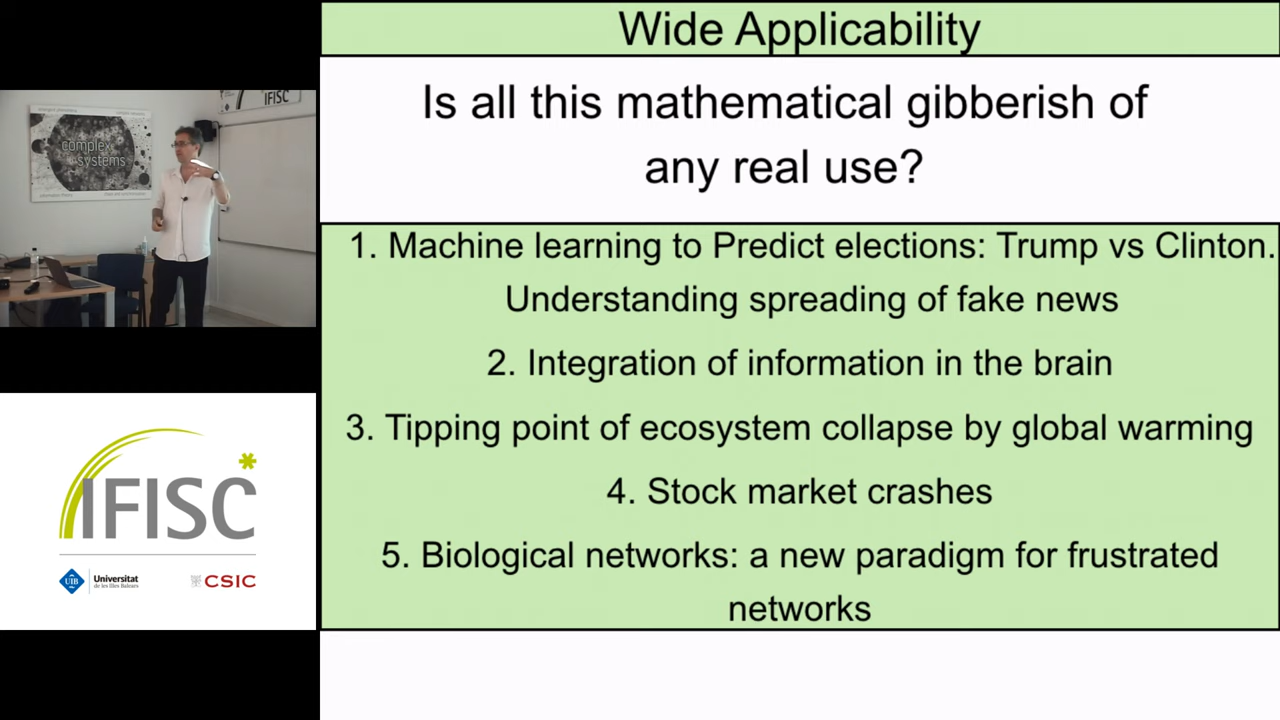 Wide Applicability
Is all this mathematical gibberish of
any real use?
1. Machine learning to Predict elections: Trump vs Clinton.
Understanding spreading of fake news
2. Integration of information in the brain
3. Tipping point of ecosystem collapse by global warming
4. Stock market crashes
5. Biological networks: a new paradigm for frustrated
networks
IFISC
complex
systems
IFISC
UIB
Universitat
de les Illes Balears
CSIC